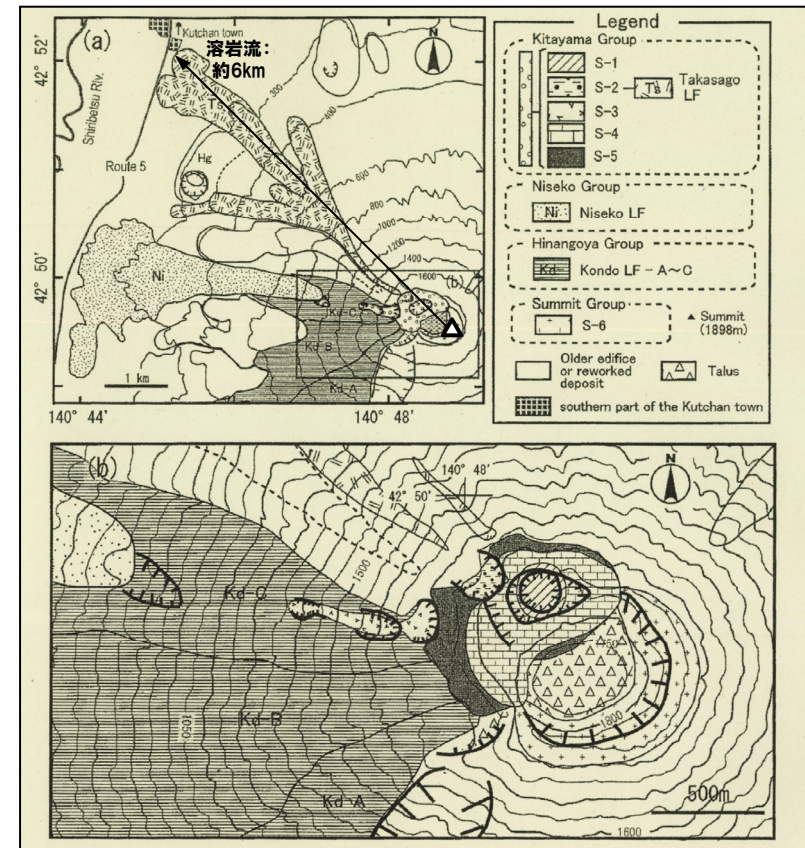 (a)
Kutchan town
溶岩流：
約6km
N
42° 52'
42° 50'
Shiribetsu Riv.
Route 5
Hg
Ts
300
400
600
800
1000
1200
1400
1600
(b)
Ni
Kd-C
Kd-B
Kd-A
1 km
140° 44'
140° 48'
Legend
Kitayama Group
S-1
S-2
Ts
Takasago
LF
S-3
S-4
S-5
Niseko Group
Ni
Niseko LF
Hinangoya Group
Kd
Kondo LF - A～C
Summit Group
S-6
Summit
(1898m)
Older edifice
or reworked
deposit
Talus
southern part of the Kutchan town
(b)
140° 48'
42° 50'
N
1500
Kd-C
Kd-B
1050
Kd-A
1800
500m
1600